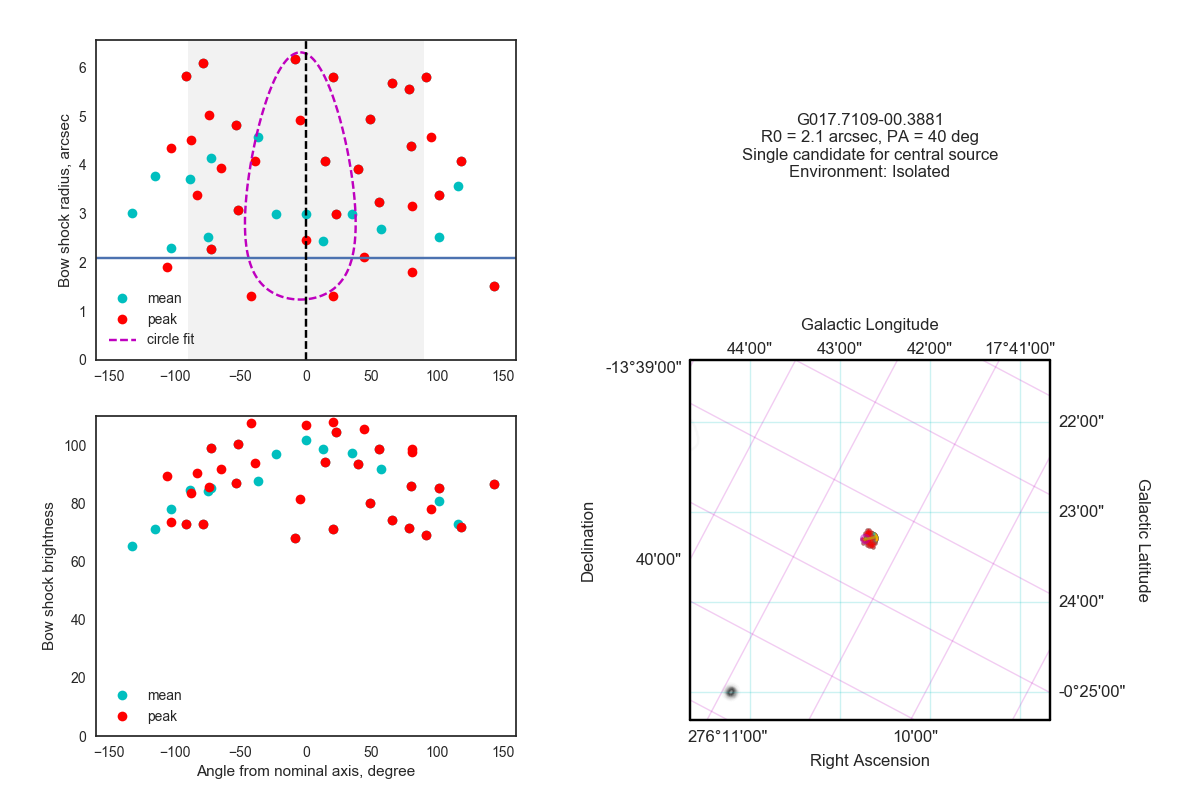 6
5
4
3
2
1
0
Bow shock radius, arcsec
mean
peak
circle fit
−150 −100 −50 0 50 100 150
100
80
60
40
20
0
Bow shock brightness
mean
peak
−150 −100 −50 0 50 100 150
Angle from nominal axis, degree
G017.7109-00.3881
R0 = 2.1 arcsec, PA = 40 deg
Single candidate for central source
Environment: Isolated
Galactic Longitude
44'00" 43'00" 42'00" 17°41'00"
-13°39'00"
40'00"
Declination
22'00"
23'00"
24'00"
-0°25'00"
Galactic Latitude
276°11'00" 10'00"
Right Ascension